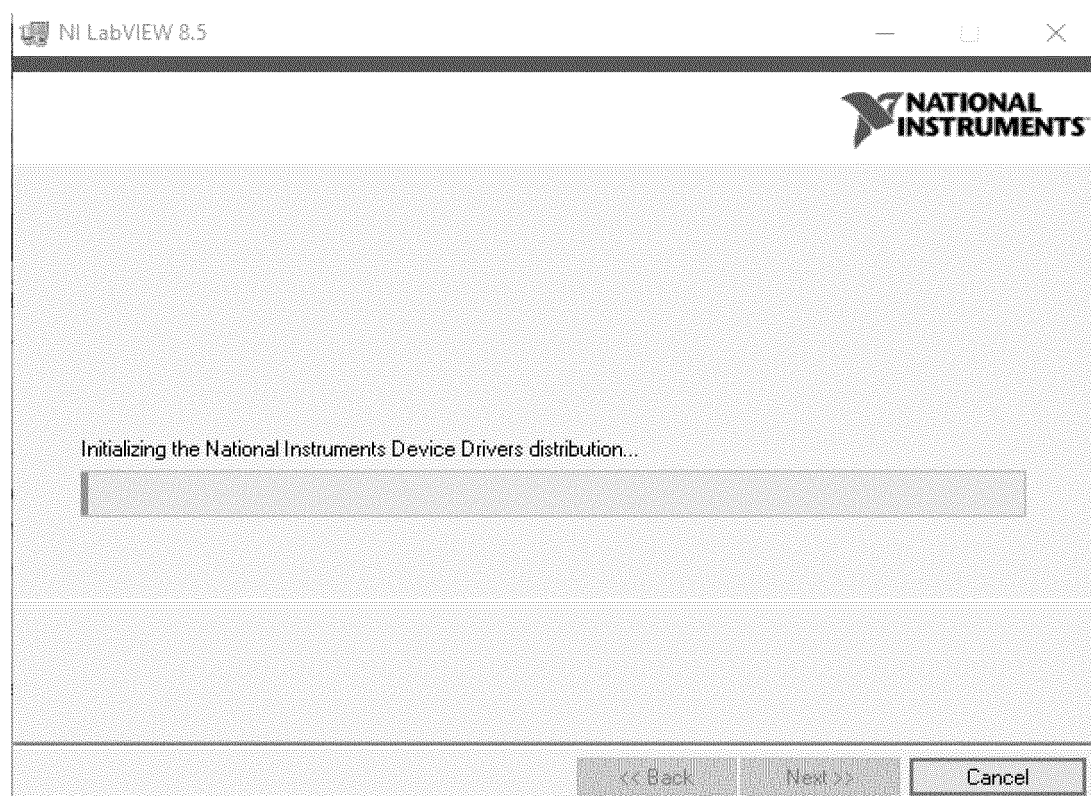 NI LabVIEW 8.5
NATIONAL
INSTRUMENTS
Initializing the National Instruments Device Drivers distribution...
<< Back
Next >>
Cancel